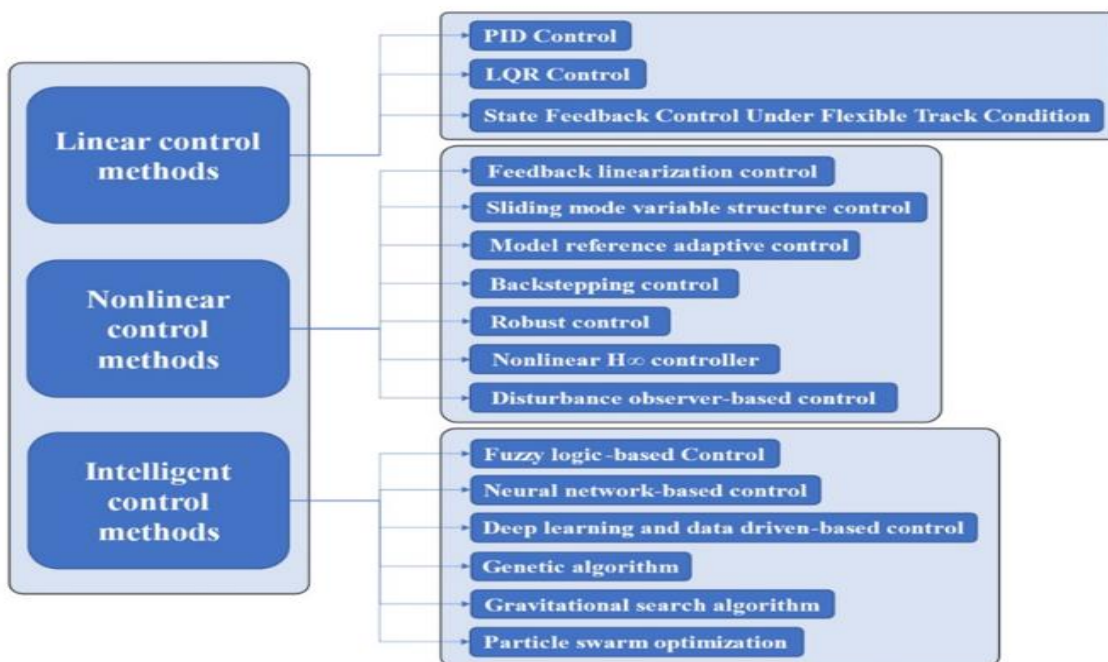 Linear control
methods
PID Control
LQR Control
State Feedback Control Under Flexible Track Condition
Nonlinear
control
methods
Feedback linearization control
Sliding mode variable structure control
Model reference adaptive control
Backstepping control
Robust control
Nonlinear H∞ controller
Disturbance observer-based control
Intelligent
control
methods
Fuzzy logic-based Control
Neural network-based control
Deep learning and data driven-based control
Genetic algorithm
Gravitational search algorithm
Particle swarm optimization